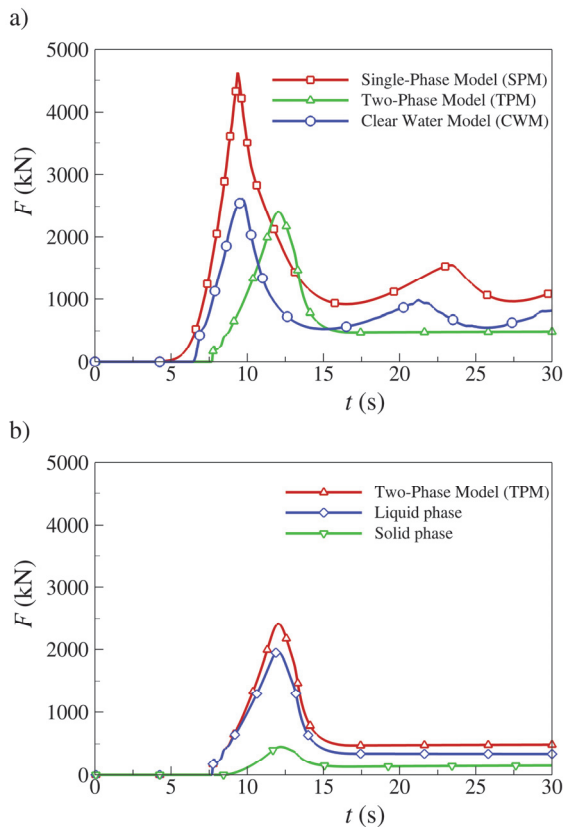 a)
5000
4000
3000
2000
1000
0
F (kN)
Single-Phase Model (SPM)
Two-Phase Model (TPM)
Clear Water Model (CWM)
0 5 10 15 20 25 30
t (s)
b)
5000
4000
3000
2000
1000
0
F (kN)
Two-Phase Model (TPM)
Liquid phase
Solid phase
0 5 10 15 20 25 30
t (s)